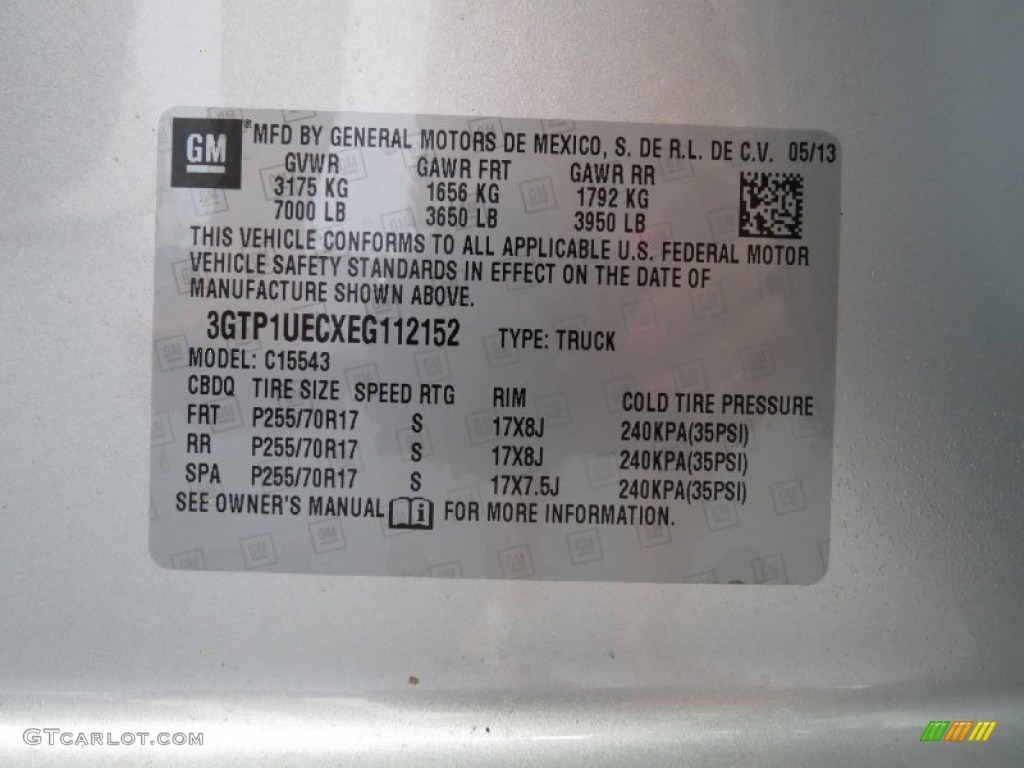 GM ® MFD BY GENERAL MOTORS DE MEXICO, S. DE R.L. DE C.V. 05/13
GVWR GAWR FRT GAWR RR
3175 KG 1656 KG 1792 KG
7000 LB 3650 LB 3950 LB
THIS VEHICLE CONFORMS TO ALL APPLICABLE U.S. FEDERAL MOTOR
VEHICLE SAFETY STANDARDS IN EFFECT ON THE DATE OF
MANUFACTURE SHOWN ABOVE.
3GTP1UECXEG112152 TYPE: TRUCK
MODEL: C15543
CBDQ TIRE SIZE SPEED RTG RIM COLD TIRE PRESSURE
FRT P255/70R17 S 17X8J 240KPA(35PSI)
RR P255/70R17 S 17X8J 240KPA(35PSI)
SPA P255/70R17 S 17X7.5J 240KPA(35PSI)
SEE OWNER'S MANUAL i FOR MORE INFORMATION.
GTCARLOT.COM